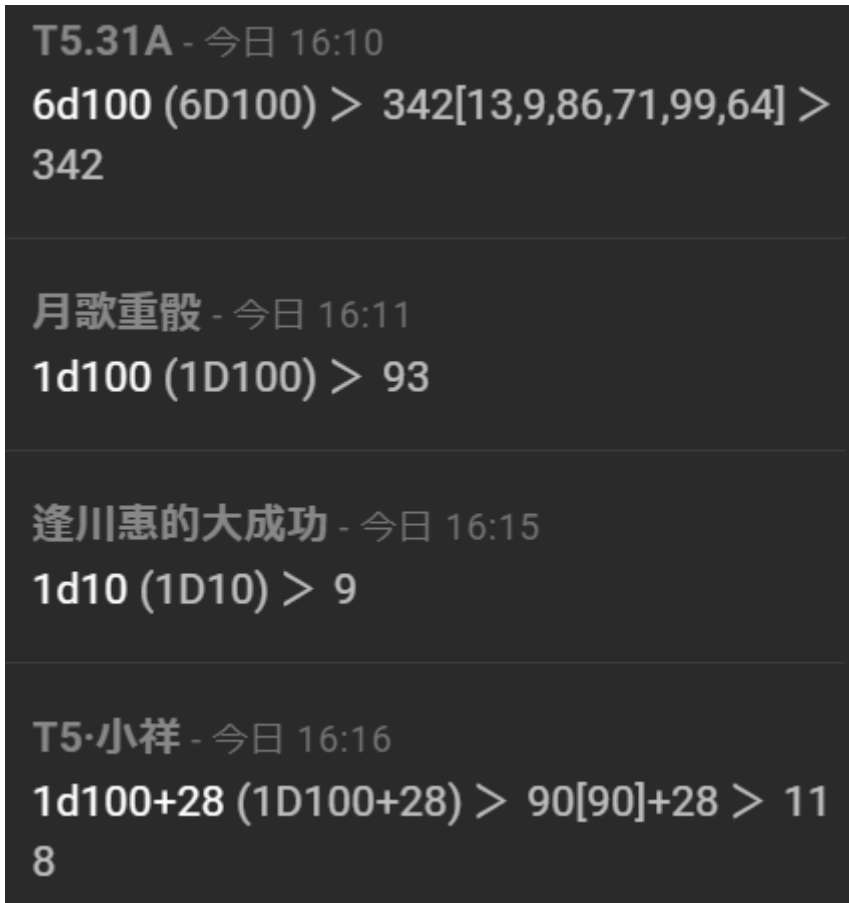 T5.31A - 今日 16:10
6d100 (6D100) ＞ 342[13,9,86,71,99,64] ＞
342
月歌重骰 - 今日 16:11
1d100 (1D100) ＞ 93
逢川惠的大成功 - 今日 16:15
1d10 (1D10) ＞ 9
T5·小祥 - 今日 16:16
1d100+28 (1D100+28) ＞ 90[90]+28 ＞ 11
8